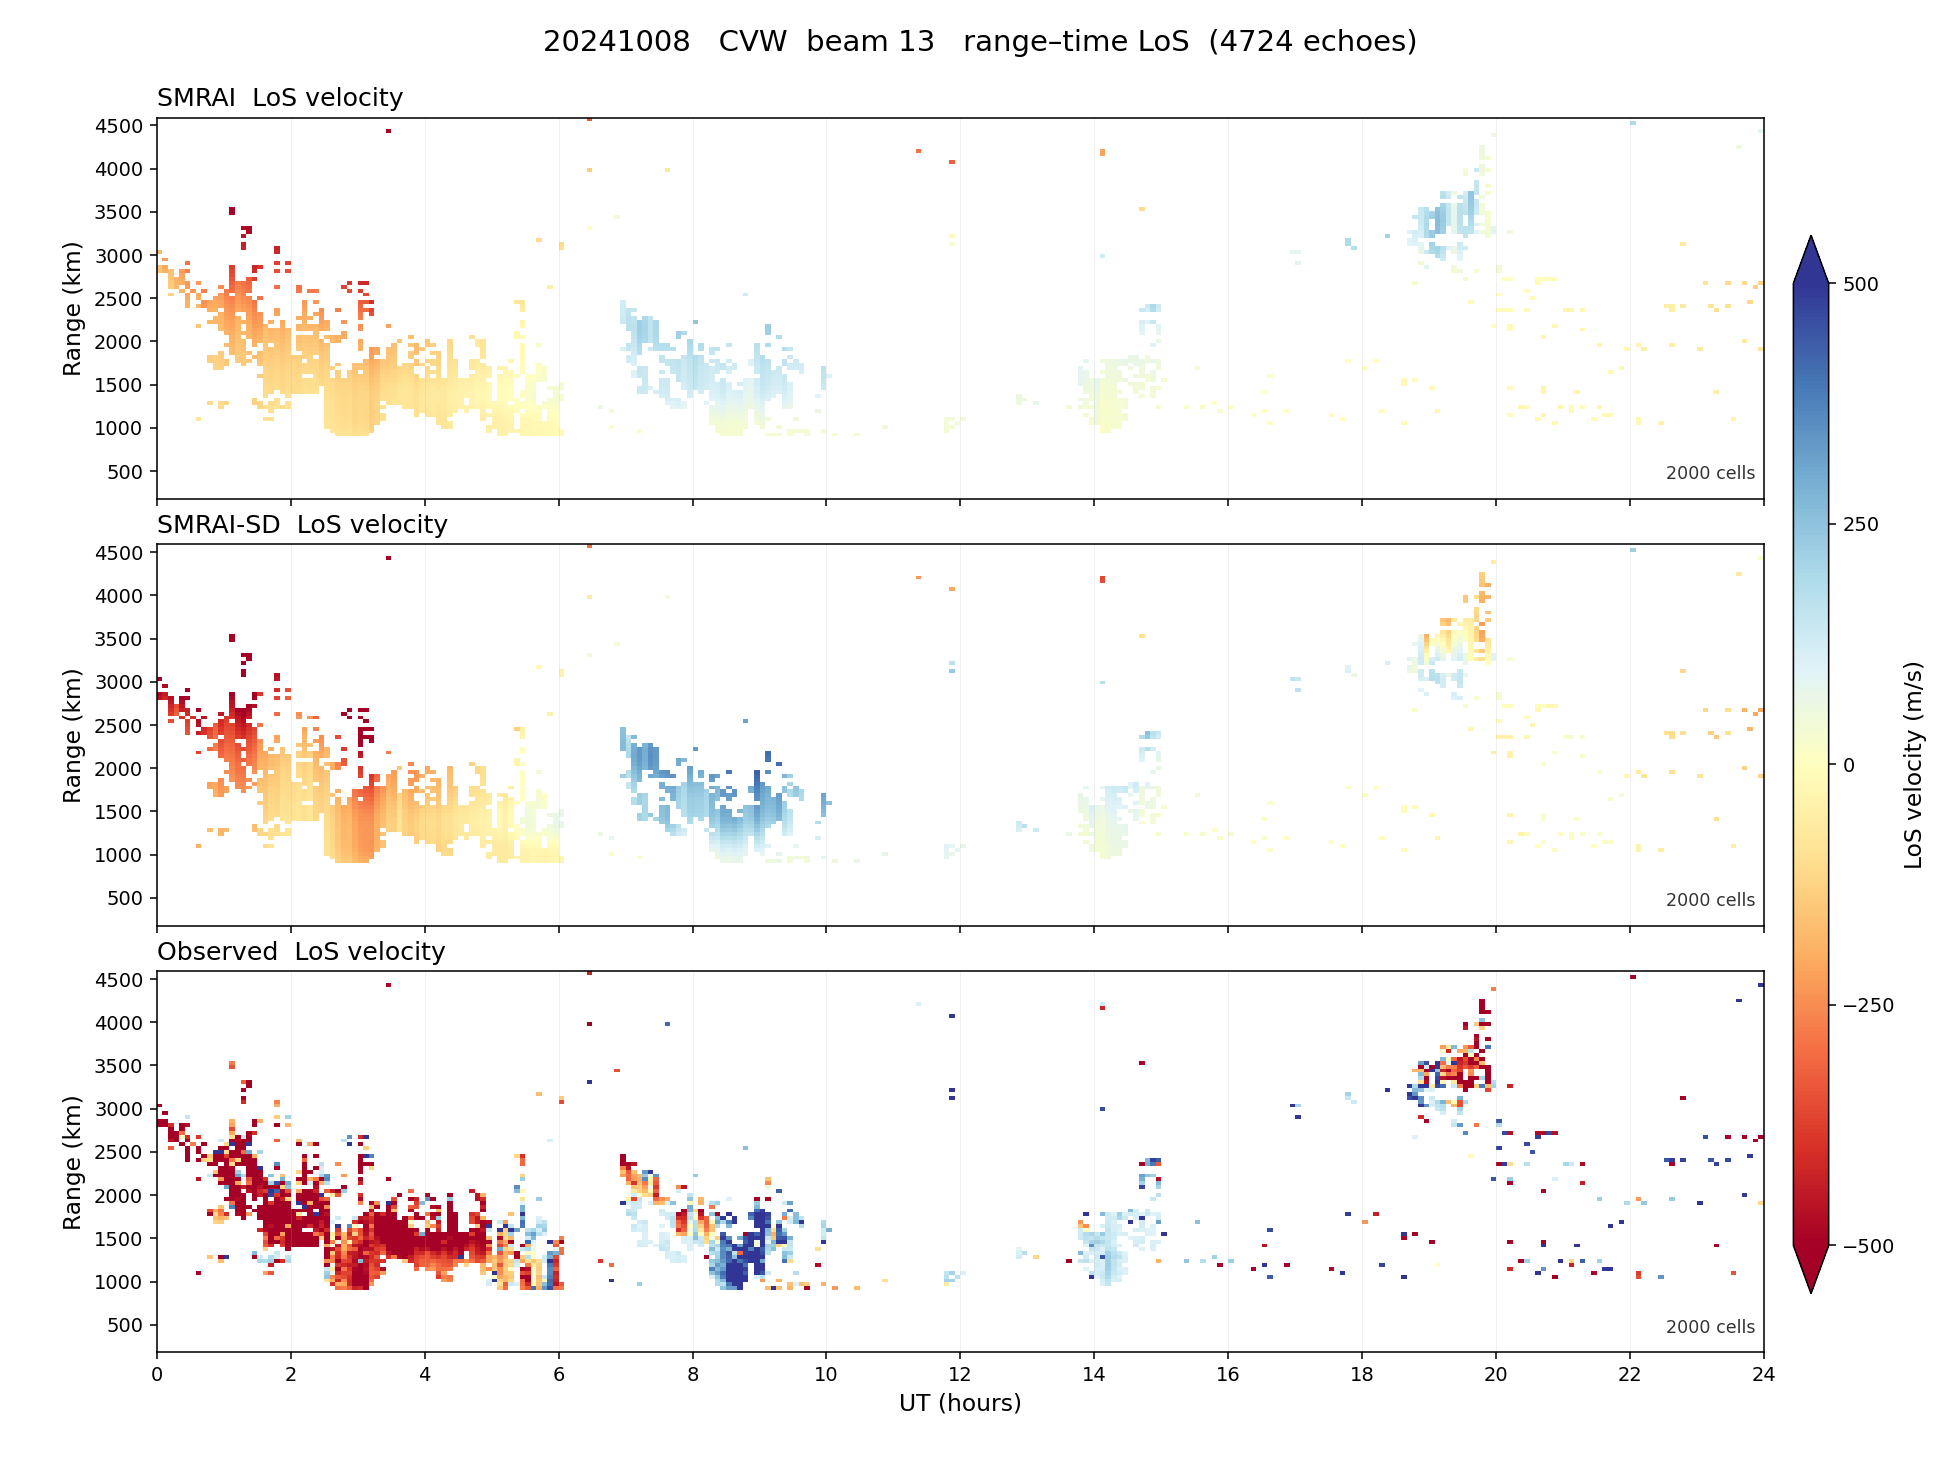 20241008 CVW beam 13 range–time LoS (4724 echoes)
SMRAI LoS velocity
4500
4000
3500
3000
2500
2000
1500
1000
500
Range (km)
2000 cells
SMRAI-SD LoS velocity
4500
4000
3500
3000
2500
2000
1500
1000
500
Range (km)
2000 cells
Observed LoS velocity
4500
4000
3500
3000
2500
2000
1500
1000
500
Range (km)
2000 cells
0 2 4 6 8 10 12 14 16 18 20 22 24
UT (hours)
500
250
0
−250
−500
LoS velocity (m/s)